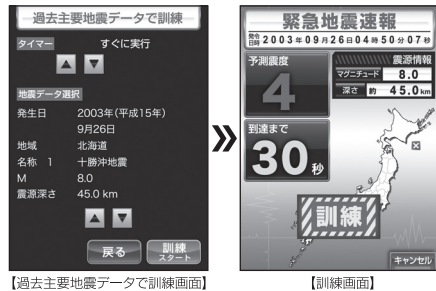 過去主要地震データで訓練
タイマー すぐに実行
地震データ選択
発生日 2003年(平成15年)
9月26日
地域 北海道
名称 1 十勝沖地震
M 8.0
震源深さ 45.0 km
戻る
訓練
スタート
【過去主要地震データで訓練画面】
緊急地震速報
発令日時 2003年09月26日04時50分07秒
予測震度
4
震源情報
マグニチュード 8.0
深さ 約 45.0km
到達まで
30秒
訓練
キャンセル
【訓練画面】